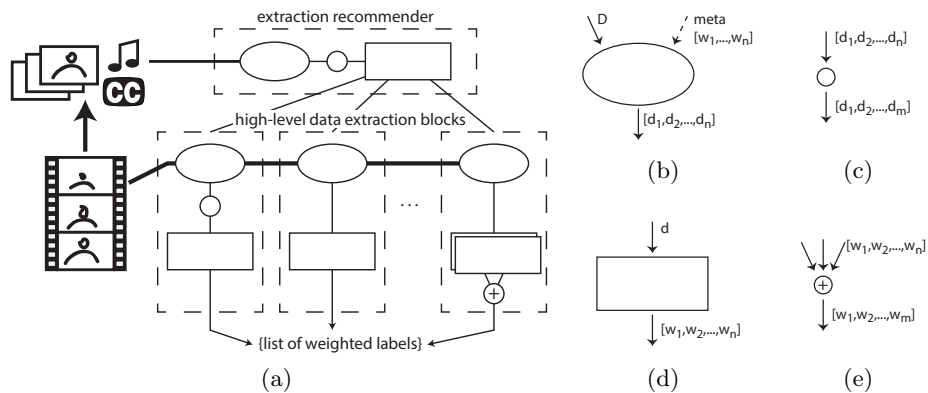 extraction recommender
CC
high-level data extraction blocks
...
+
{list of weighted labels}
(a)
D
meta
[w1,...,wn]
[d1,d2,...,dn]
(b)
[d1,d2,...,dn]
[d1,d2,...,dm]
(c)
d
[w1,w2,...,wn]
(d)
[w1,w2,...,wn]
+
[w1,w2,...,wm]
(e)